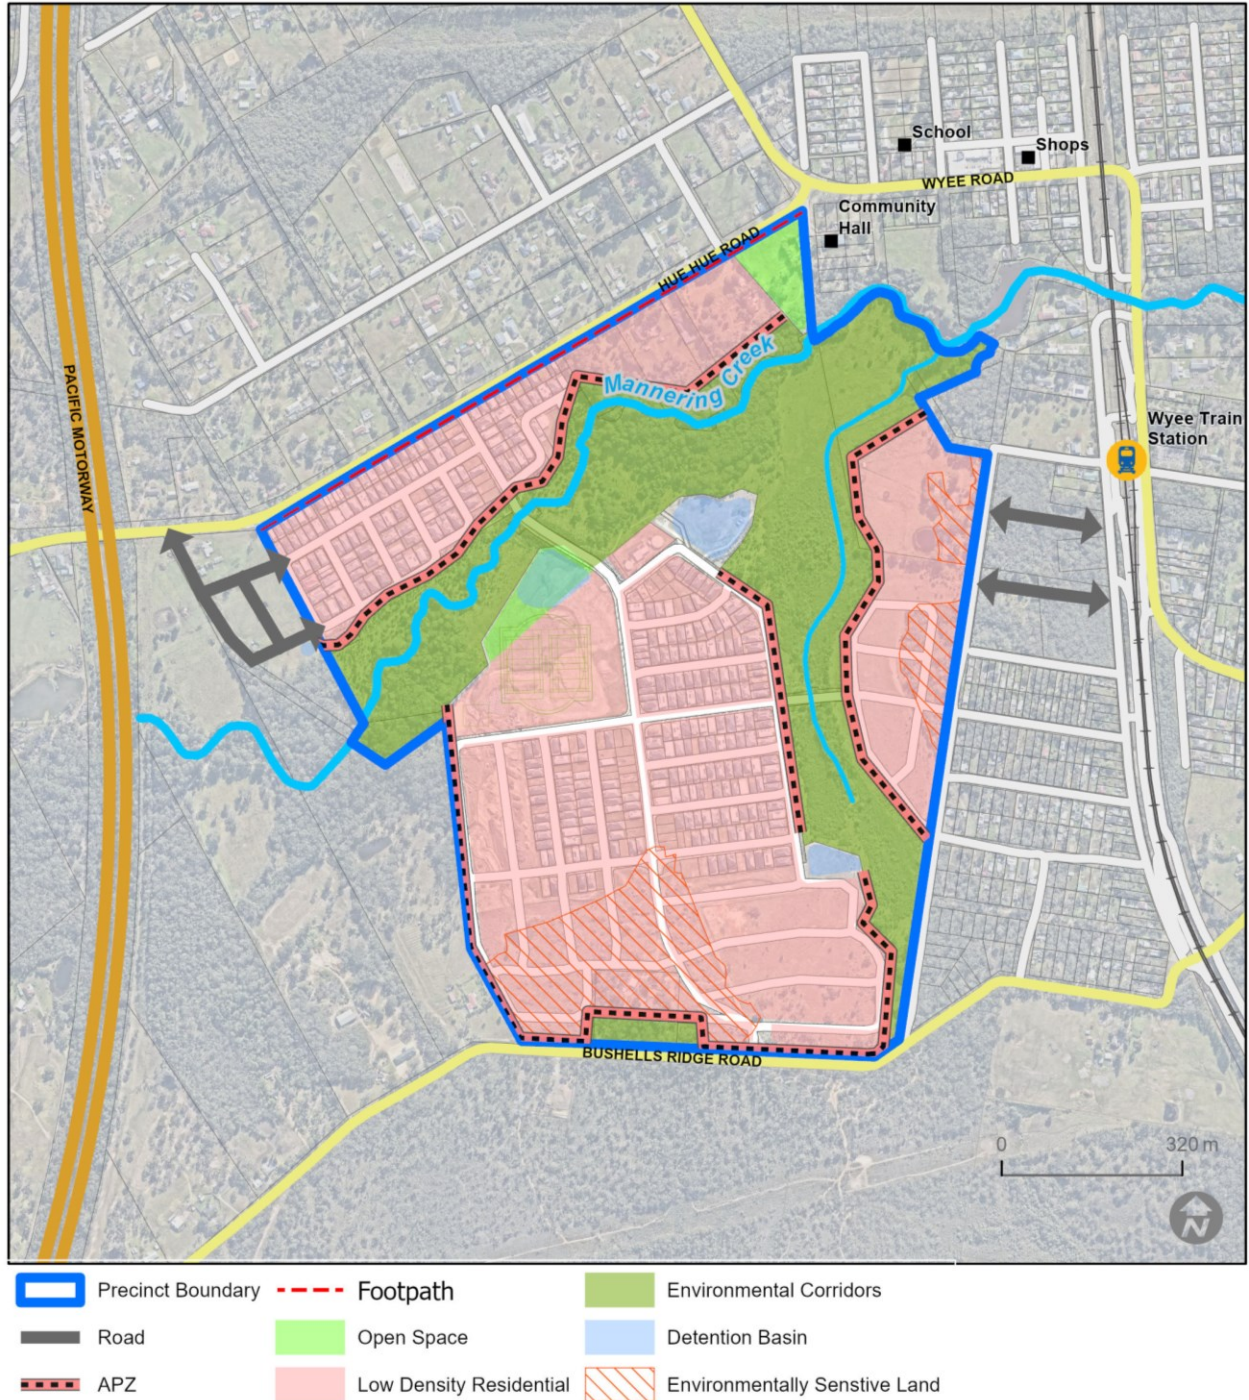 School
Shops
WYEE ROAD
Community
Hall
HUE HUE ROAD
Mannering Creek
PACIFIC MOTORWAY
Wyee Train
Station
BUSHELLS RIDGE ROAD
0 320 m
N
Precinct Boundary
Footpath
Environmental Corridors
Road
Open Space
Detention Basin
APZ
Low Density Residential
Environmentally Senstive Land